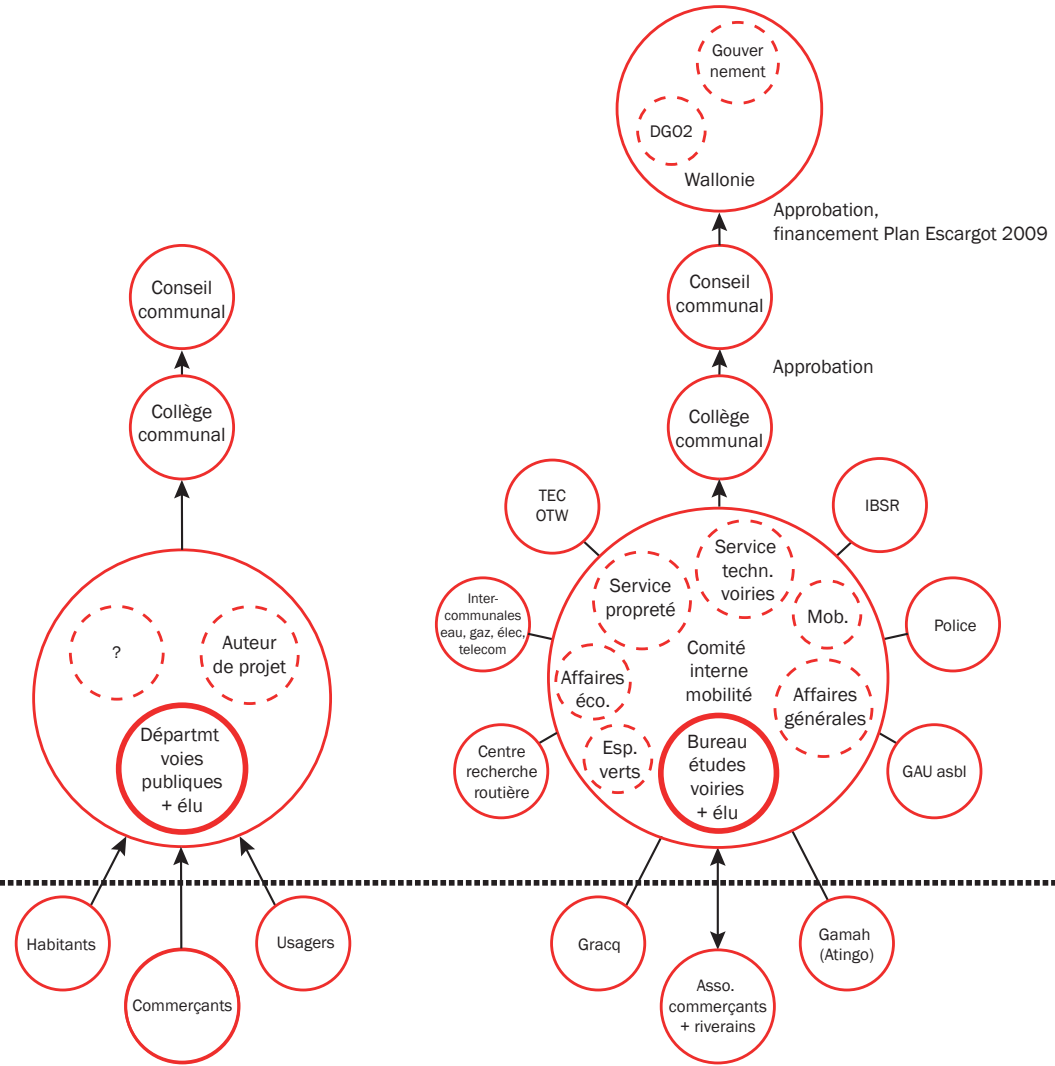 Gouver
nement
DGO2
Wallonie
Approbation,
financement Plan Escargot 2009
Conseil
communal
Conseil
communal
Approbation
Collège
communal
Collège
communal
TEC
OTW
IBSR
Service
techn.
voiries
Service
propreté
Mob.
Inter-
communales
eau, gaz, élec,
telecom
Police
?
Auteur
de projet
Comité
interne
mobilité
Affaires
éco.
Affaires
générales
Départmt
voies
publiques
+ élu
Esp.
verts
Bureau
études
voiries
+ élu
Centre
recherche
routière
GAU asbl
Habitants
Usagers
Gracq
Gamah
(Atingo)
Commerçants
Asso.
commerçants
+ riverains